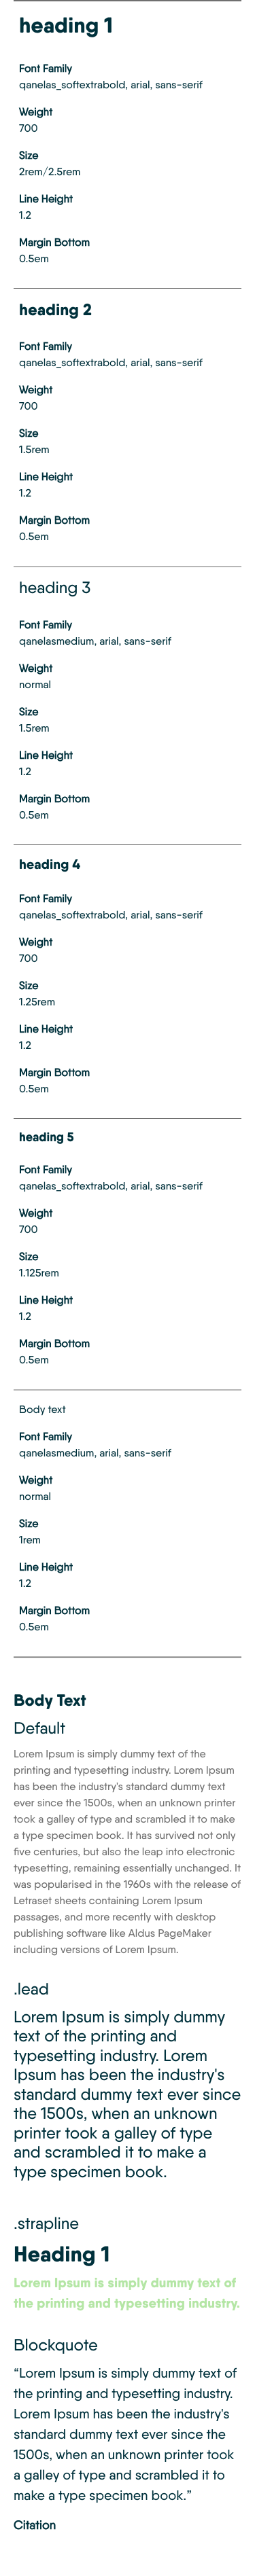 heading 1
Font Family
qanelas_softextrabold, arial, sans-serif
Weight
700
Size
2rem/2.5rem
Line Height
1.2
Margin Bottom
0.5em
heading 2
Font Family
qanelas_softextrabold, arial, sans-serif
Weight
700
Size
1.5rem
Line Height
1.2
Margin Bottom
0.5em
heading 3
Font Family
qanelasmedium, arial, sans-serif
Weight
normal
Size
1.5rem
Line Height
1.2
Margin Bottom
0.5em
heading 4
Font Family
qanelas_softextrabold, arial, sans-serif
Weight
700
Size
1.25rem
Line Height
1.2
Margin Bottom
0.5em
heading 5
Font Family
qanelas_softextrabold, arial, sans-serif
Weight
700
Size
1.125rem
Line Height
1.2
Margin Bottom
0.5em
Body text
Font Family
qanelasmedium, arial, sans-serif
Weight
normal
Size
1rem
Line Height
1.2
Margin Bottom
0.5em
Body Text
Default
Lorem Ipsum is simply dummy text of the
printing and typesetting industry. Lorem Ipsum
has been the industry's standard dummy text
ever since the 1500s, when an unknown printer
took a galley of type and scrambled it to make
a type specimen book. It has survived not only
five centuries, but also the leap into electronic
typesetting, remaining essentially unchanged. It
was popularised in the 1960s with the release of
Letraset sheets containing Lorem Ipsum
passages, and more recently with desktop
publishing software like Aldus PageMaker
including versions of Lorem Ipsum.
.lead
Lorem Ipsum is simply dummy
text of the printing and
typesetting industry. Lorem
Ipsum has been the industry's
standard dummy text ever since
the 1500s, when an unknown
printer took a galley of type
and scrambled it to make a
type specimen book.
.strapline
Heading 1
Lorem Ipsum is simply dummy text of
the printing and typesetting industry.
Blockquote
“Lorem Ipsum is simply dummy text of
the printing and typesetting industry.
Lorem Ipsum has been the industry's
standard dummy text ever since the
1500s, when an unknown printer took
a galley of type and scrambled it to
make a type specimen book.”
Citation